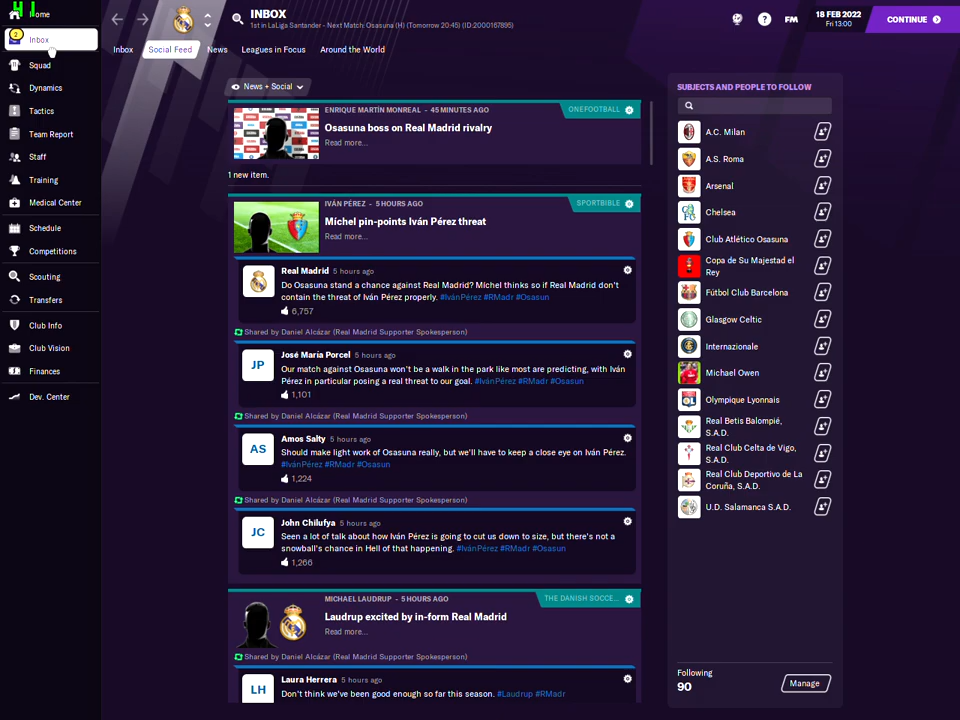 Home
2
Inbox
Squad
Dynamics
Tactics
Team Report
Staff
Training
Medical Center
Schedule
Competitions
Scouting
Transfers
Club Info
Club Vision
Finances
Dev. Center
INBOX
1st in LaLiga Santander - Next Match: Osasuna (H) (Tomorrow 20:45) (ID:2000167895)
?
FM
18 FEB 2022
Fri 13:00
CONTINUE
Inbox
Social Feed
News
Leagues in Focus
Around the World
News + Social
ENRIQUE MARTÍN MONREAL - 45 MINUTES AGO
ONEFOOTBALL
Osasuna boss on Real Madrid rivalry
Read more...
1 new item.
IVÁN PÉREZ - 5 HOURS AGO
SPORTBIBLE
Míchel pin-points Iván Pérez threat
Read more...
Real Madrid 5 hours ago
Do Osasuna stand a chance against Real Madrid? Míchel thinks so if Real Madrid don't
contain the threat of Iván Pérez properly. #IvánPérez #RMadr #Osasun
6,757
Shared by Daniel Alcázar (Real Madrid Supporter Spokesperson)
JP
José María Porcel 5 hours ago
Our match against Osasuna won't be a walk in the park like most are predicting, with Iván
Pérez in particular posing a real threat to our goal. #IvánPérez #RMadr #Osasun
1,101
Shared by Daniel Alcázar (Real Madrid Supporter Spokesperson)
AS
Amos Salty 5 hours ago
Should make light work of Osasuna really, but we'll have to keep a close eye on Iván Pérez.
#IvánPérez #RMadr #Osasun
1,224
Shared by Daniel Alcázar (Real Madrid Supporter Spokesperson)
JC
John Chilufya 5 hours ago
Seen a lot of talk about how Iván Pérez is going to cut us down to size, but there's not a
snowball's chance in Hell of that happening. #IvánPérez #RMadr #Osasun
1,266
MICHAEL LAUDRUP - 5 HOURS AGO
THE DANISH SOCCE...
Laudrup excited by in-form Real Madrid
Read more...
Shared by Daniel Alcázar (Real Madrid Supporter Spokesperson)
LH
Laura Herrera 5 hours ago
Don't think we've been good enough so far this season. #Laudrup #RMadr
SUBJECTS AND PEOPLE TO FOLLOW
A.C. Milan
A.S. Roma
Arsenal
Chelsea
Club Atlético Osasuna
Copa de Su Majestad el
Rey
Fútbol Club Barcelona
Glasgow Celtic
Internazionale
Michael Owen
Olympique Lyonnais
Real Betis Balompié,
S.A.D.
Real Club Celta de Vigo,
S.A.D.
Real Club Deportivo de La
Coruña, S.A.D.
U.D. Salamanca S.A.D.
Following
90
Manage